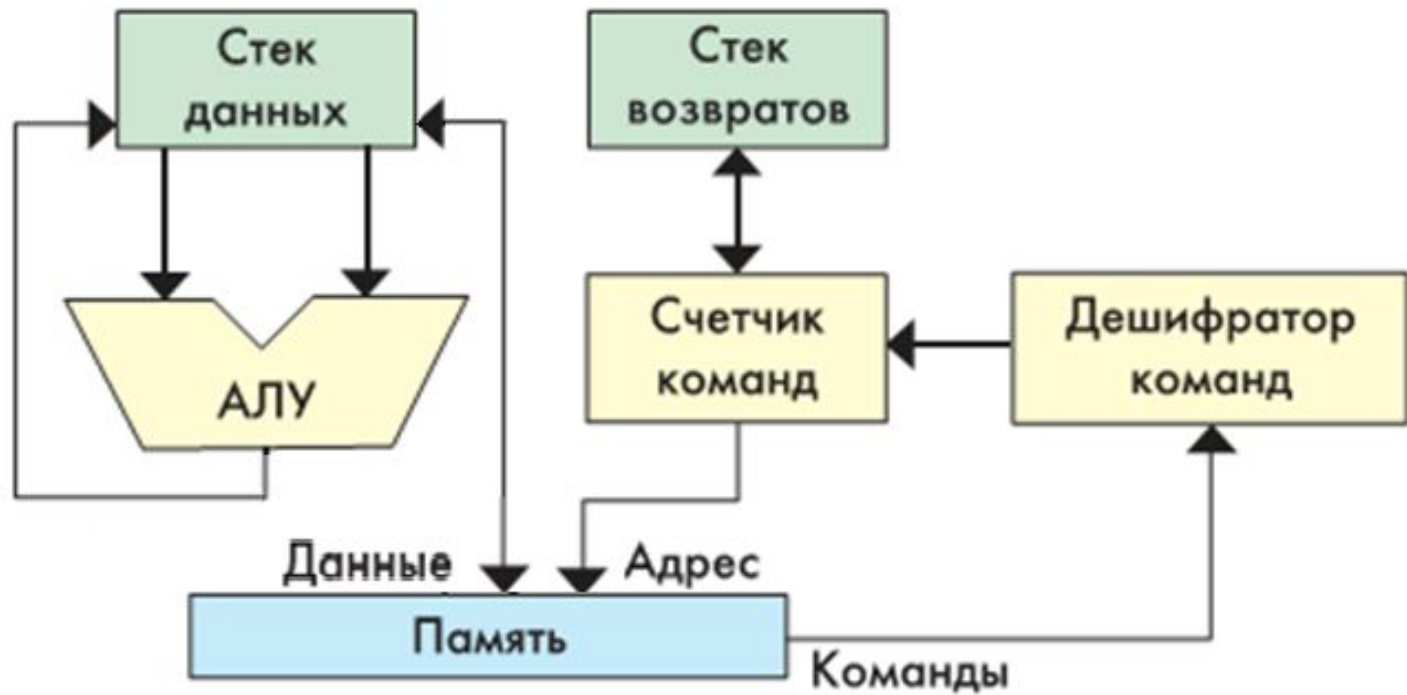 Стек
данных
Стек
возвратов
Счетчик
команд
Дешифратор
команд
АЛУ
Данные
Адрес
Память
Команды